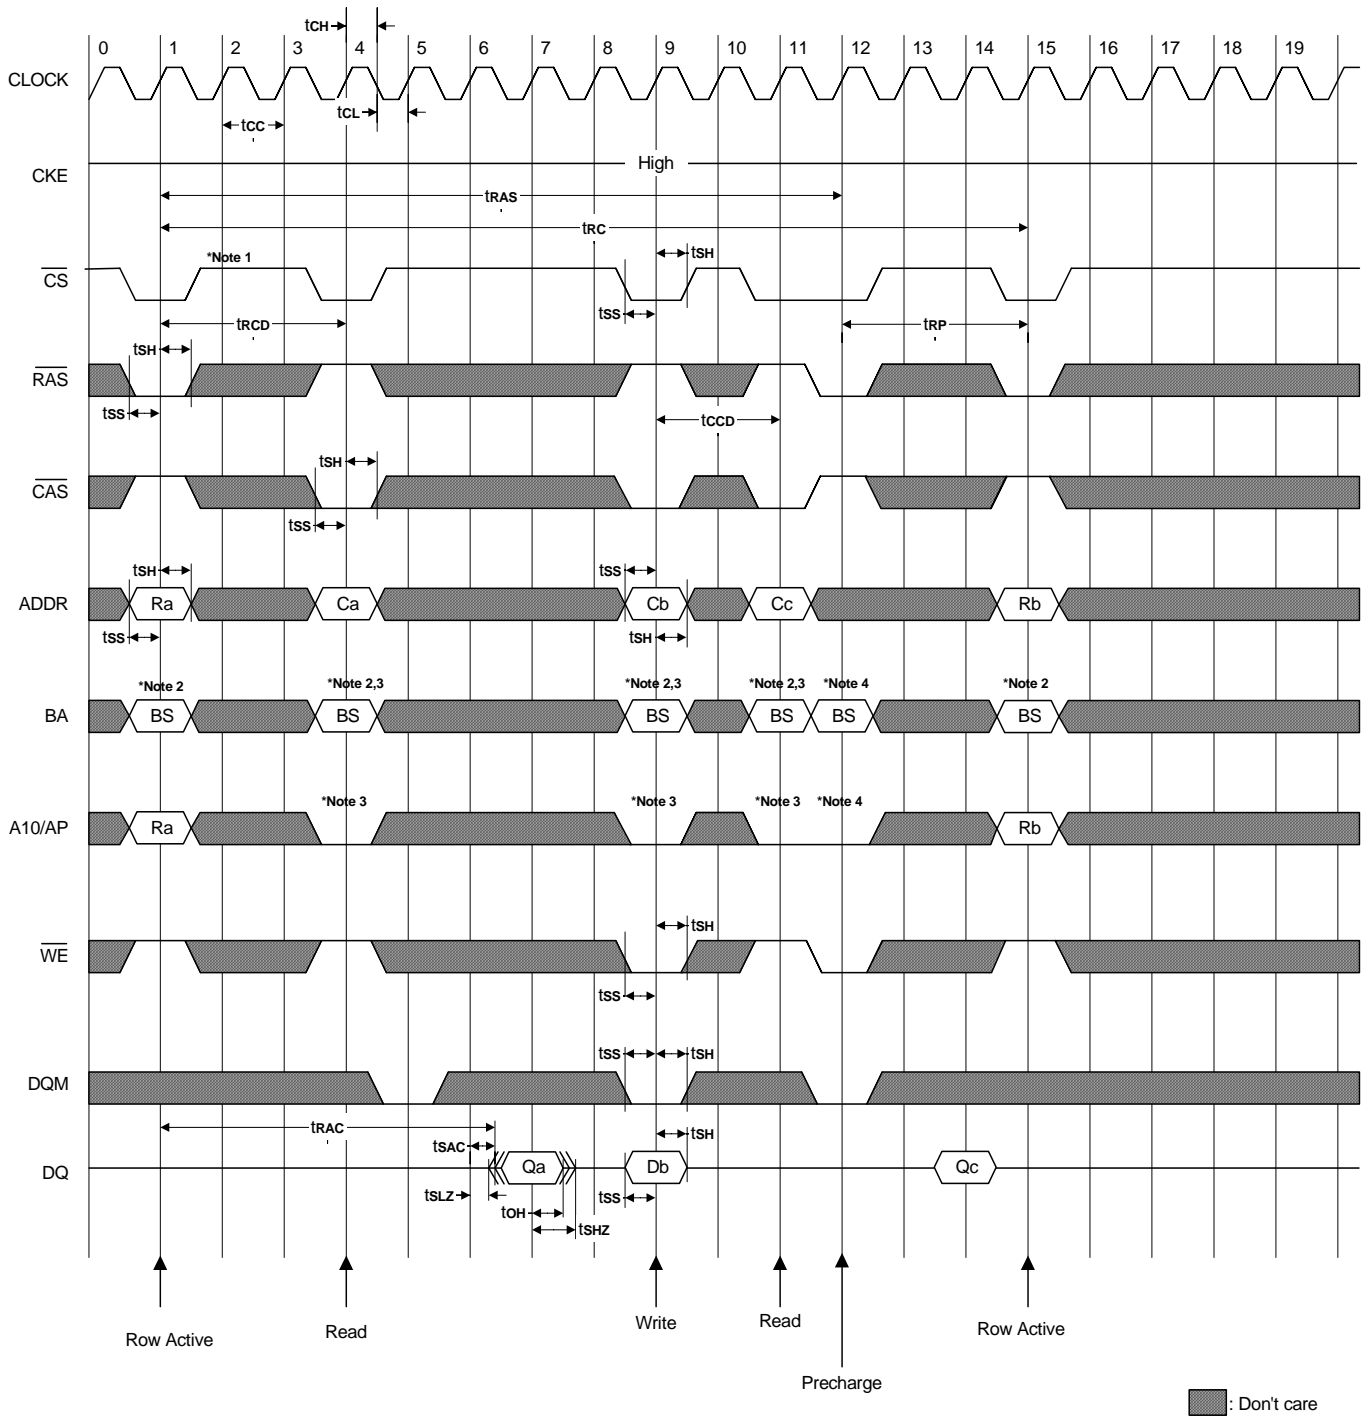 tCH
0 1 2 3 4 5 6 7 8 9 10 11 12 13 14 15 16 17 18 19
CLOCK
tCL
tCC
High
CKE
tRAS
tRC
*Note 1
tSH
CS
tSS
tRCD
tRP
tSH
RAS
tSS
tCCD
tSH
CAS
tSS
tSH
tSS
ADDR
Ra Ca Cb Cc Rb
tSS
tSH
*Note 2 *Note 2,3 *Note 2,3 *Note 2,3 *Note 4 *Note 2
BA
BS BS BS BS BS BS
*Note 3 *Note 3 *Note 3 *Note 4
A10/AP
Ra Rb
tSH
WE
tSS
tSS tSH
DQM
tRAC
tSAC
tSH
DQ
Qa Db Qc
tSLZ
tSS
tOH
tSHZ
Row Active
Read
Write
Read
Row Active
Precharge
: Don't care